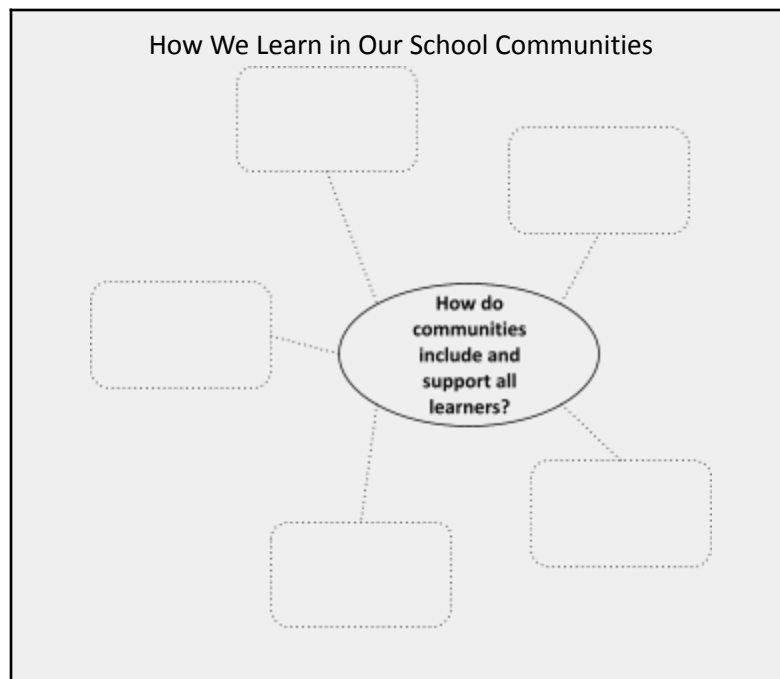 How We Learn in Our School Communities
How do
communities
include and
support all
learners?